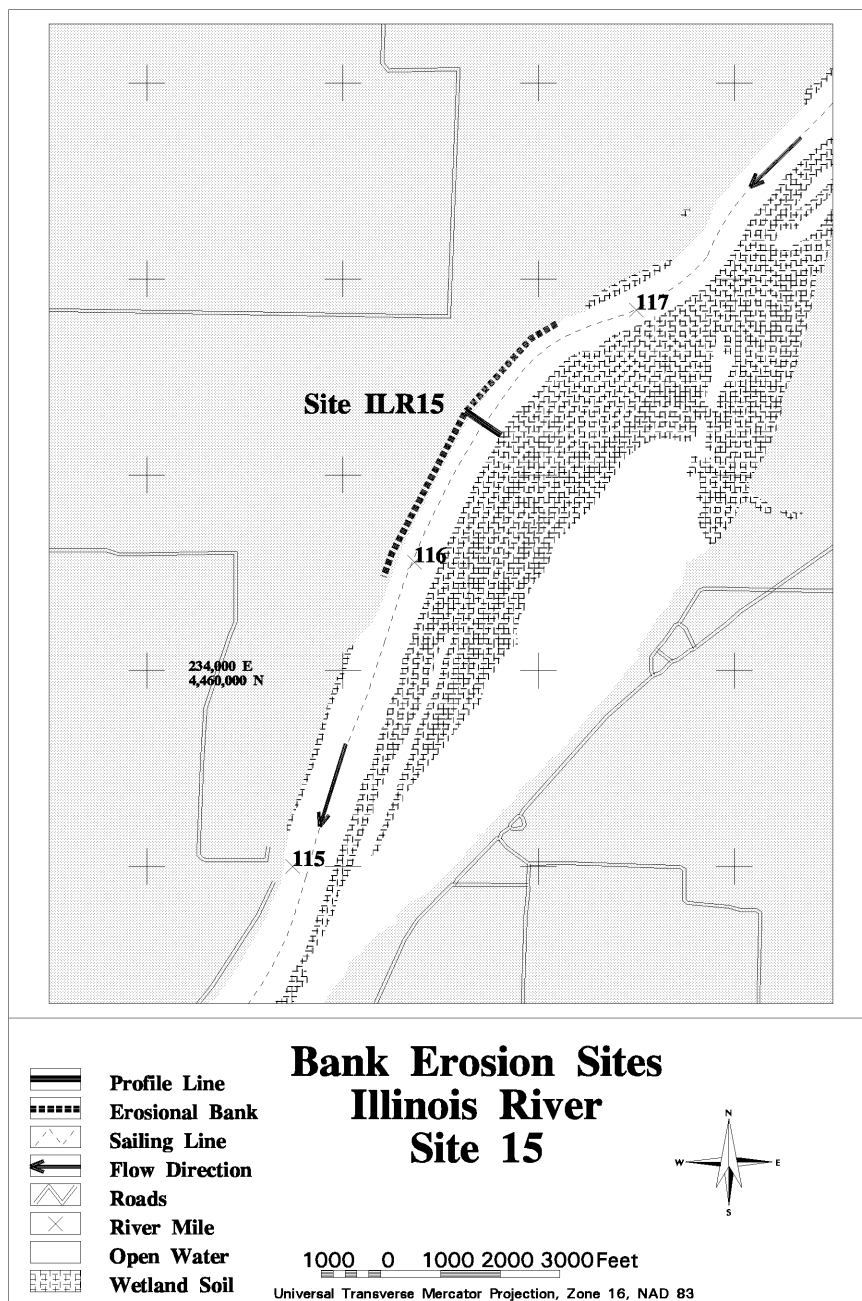 117
Site ILR15
116
234,000 E
4,460,000 N
115
Bank Erosion Sites
Illinois River
Site 15
Profile Line
Erosional Bank
Sailing Line
Flow Direction
Roads
River Mile
Open Water
Wetland Soil
N
W E
S
1000 0 1000 2000 3000 Feet
Universal Transverse Mercator Projection, Zone 16, NAD 83